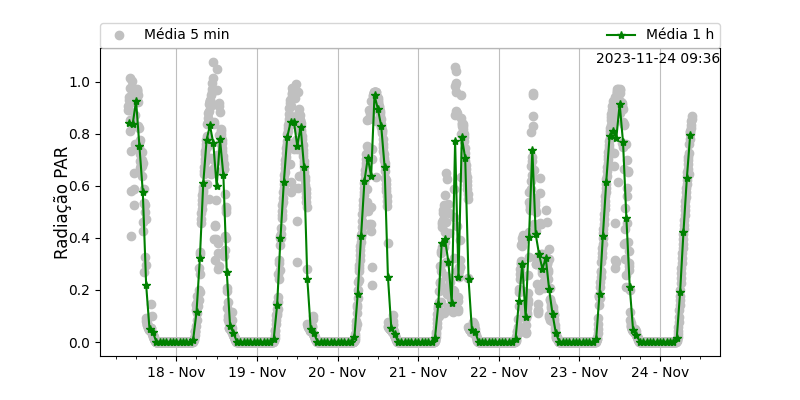 Média 5 min
Média 1 h
2023-11-24 09:36
Radiação PAR
1.0
0.8
0.6
0.4
0.2
0.0
18 - Nov
19 - Nov
20 - Nov
21 - Nov
22 - Nov
23 - Nov
24 - Nov